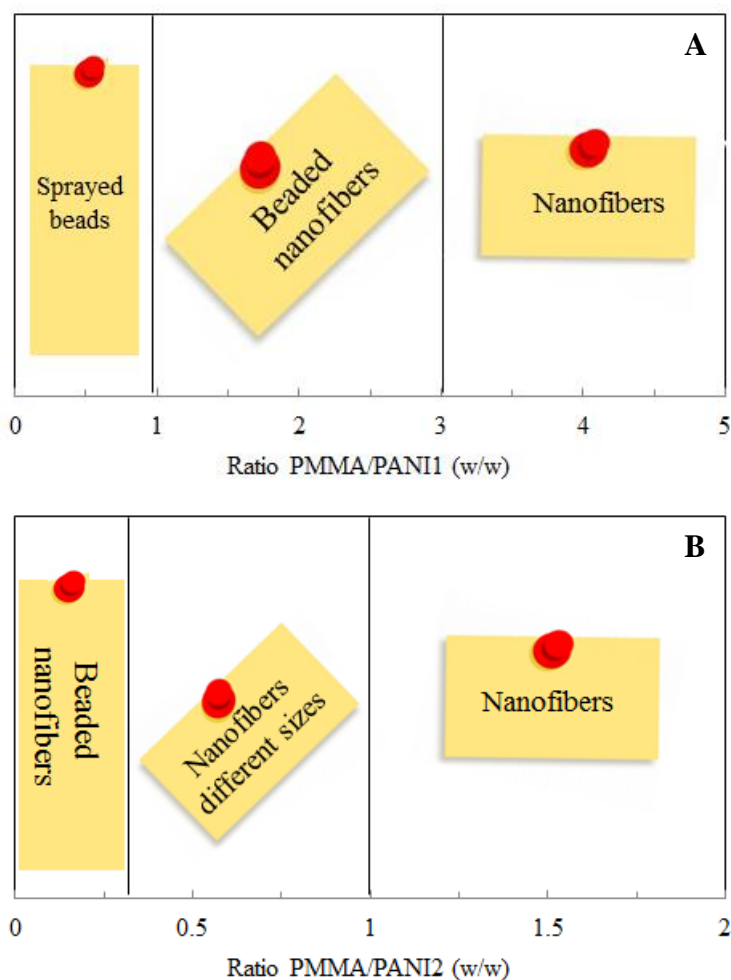 A
Sprayed
beads
Beaded
nanofibers
Nanofibers
0 1 2 3 4 5
Ratio PMMA/PANI1 (w/w)
B
Beaded
nanofibers
Nanofibers
different sizes
Nanofibers
0 0.5 1 1.5 2
Ratio PMMA/PANI2 (w/w)